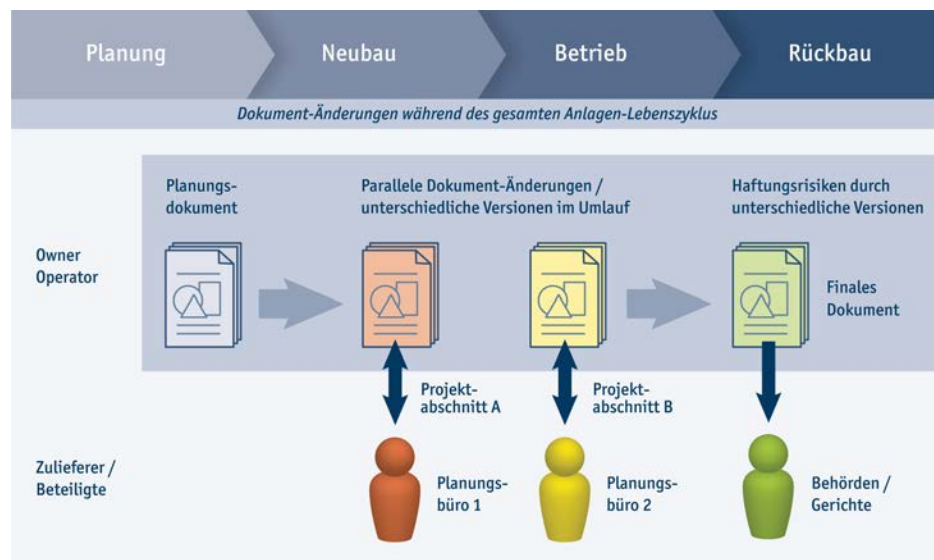 Planung
Neubau
Betrieb
Rückbau
Dokument-Änderungen während des gesamten Anlagen-Lebenszyklus
Planungs-
dokument
Parallele Dokument-Änderungen /
unterschiedliche Versionen im Umlauf
Haftungsrisiken durch
unterschiedliche Versionen
Owner
Operator
Finales
Dokument
Projekt-
abschnitt A
Projekt-
abschnitt B
Zulieferer /
Beteiligte
Planungs-
büro 1
Planungs-
büro 2
Behörden /
Gerichte